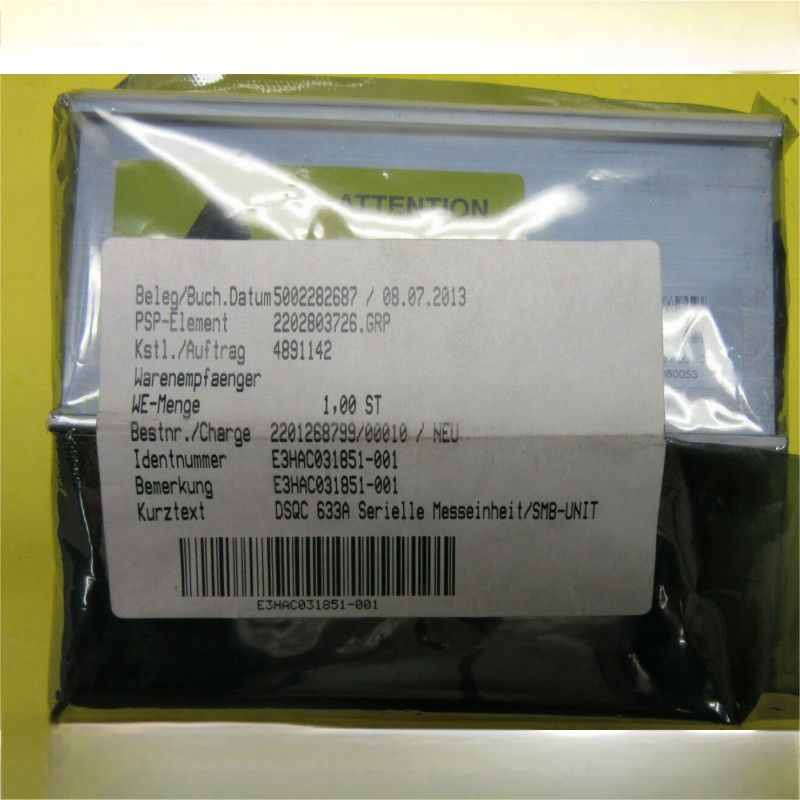 ATTENTION
Beleg/Buch.Datum 5002282687 / 08.07.2013
PSP-Element 2202803726.GRP
Kstl./Auftrag 4891142
Warenempfaenger
WE-Menge 1,00 ST
Bestnr./Charge 2201268799/00010 / NEU
Identnummer E3HAC031851-001
Bemerkung E3HAC031851-001
Kurztext DSQC 633A Serielle Messeinheit/SMB-UNIT
E3HAC031851-001
080053